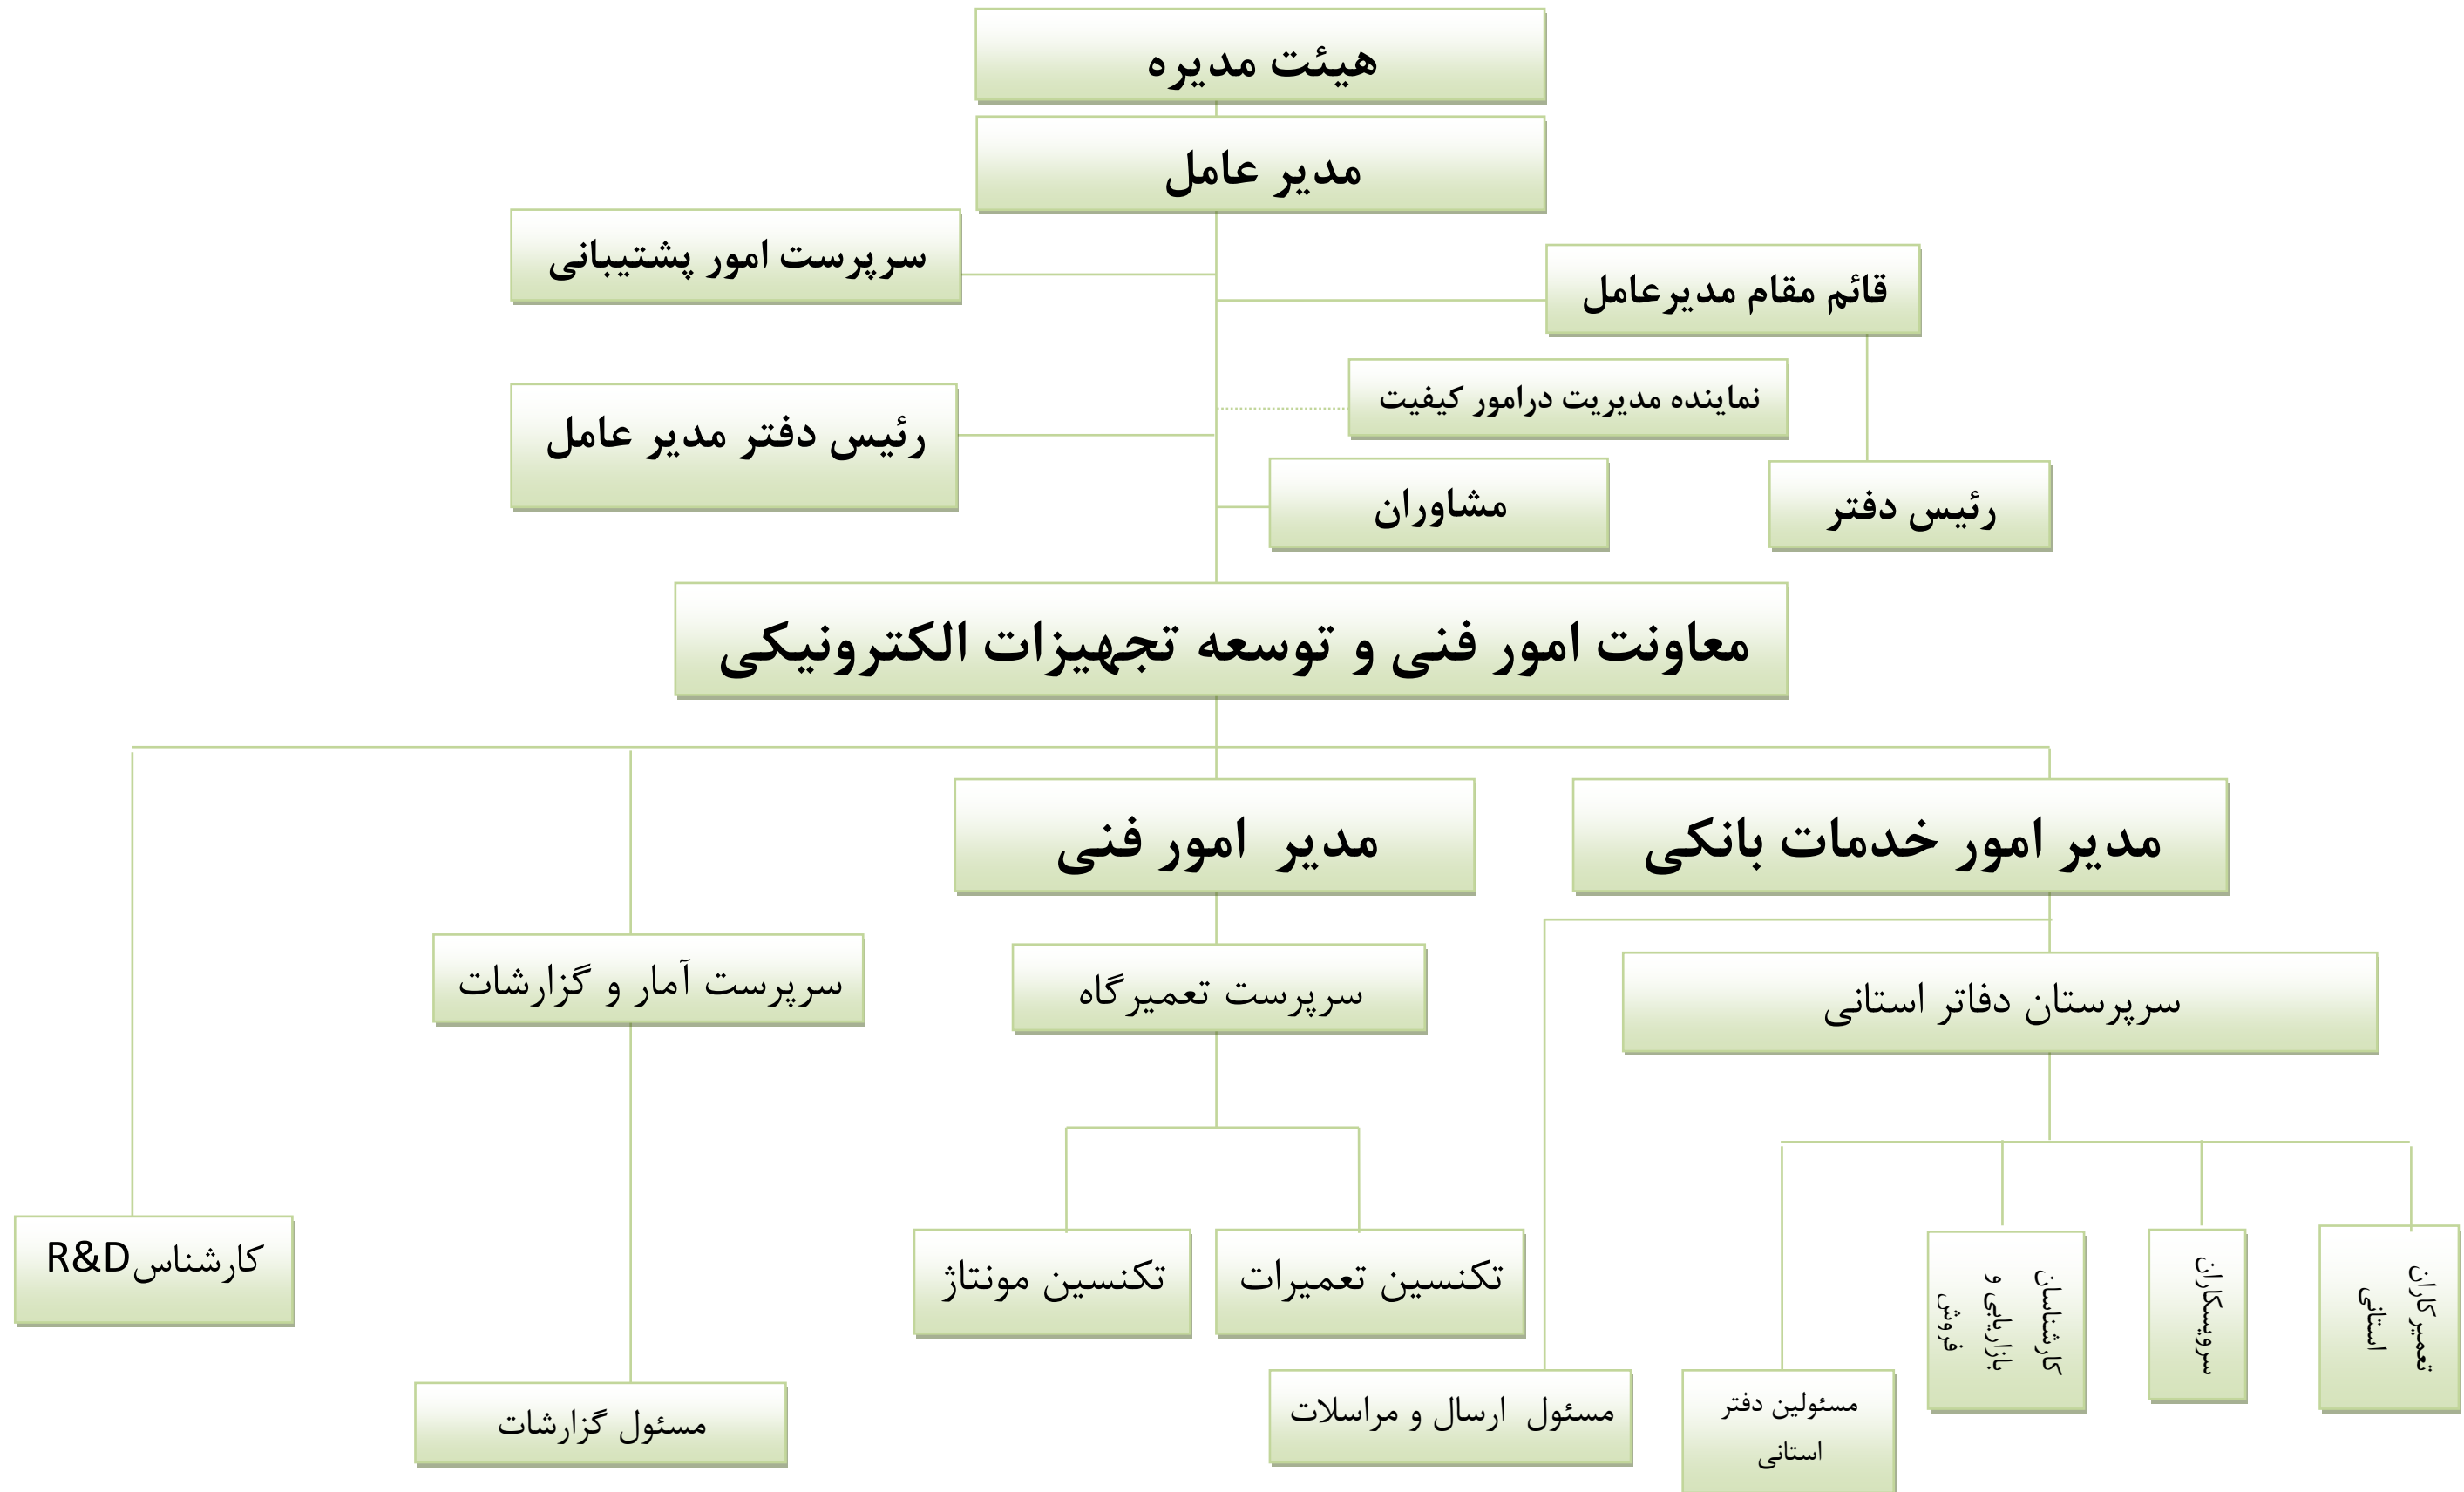 هیئت مدیره
مدیر عامل
سرپرست امور پشتیبانی
قائم مقام مدیرعامل
نماینده مدیریت درامور کیفیت
رئیس دفتر مدیر عامل
مشاوران
رئیس دفتر
معاونت امور فنی و توسعه تجهیزات الکترونیکی
مدیر امور خدمات بانکی
مدیر امور فنی
سرپرست آمار و گزارشات
سرپرست تعمیرگاه
سرپرستان دفاتر استانی
تعمیرکاران
استانی
سرویسکاران
کارشناسان
بازاریابی و
فروش
تکنسین تعمیرات
تکنسین مونتاژ
کارشناسR&D
مسئولین دفتر
استانی
مسئول ارسال و مراسلات
مسئول گزارشات